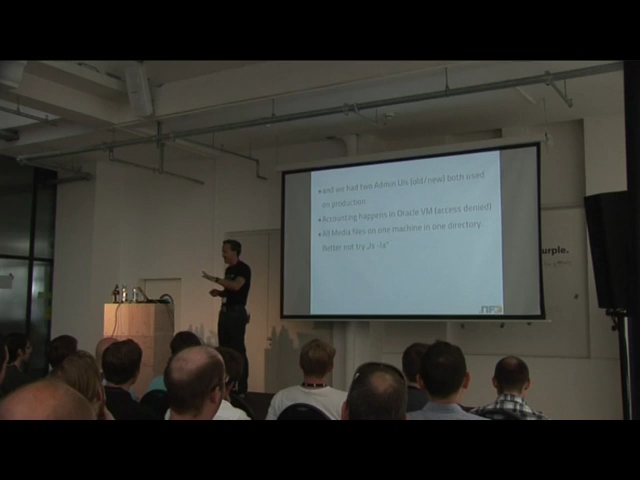 and we had two Admin UIs (old/new) both used
on production
Accounting happens in Oracle VM (access denied)
All Media files on one machine in one directory.
Better not try „ls -la"
urple.